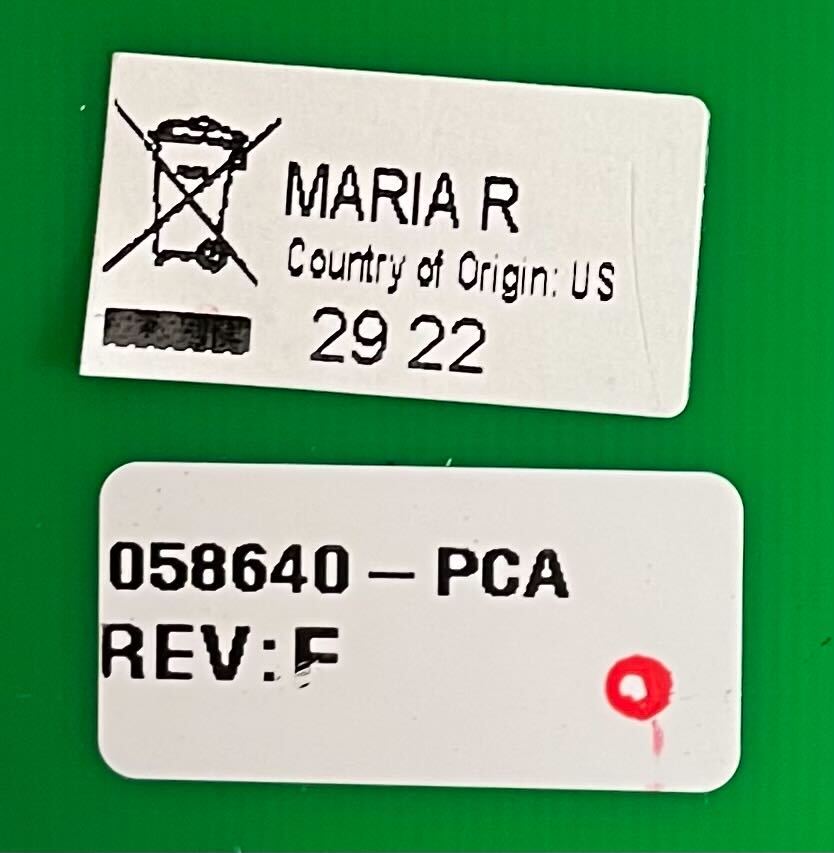 MARIA R
Country of Origin: US
29 22
058640 – PCA
REV: